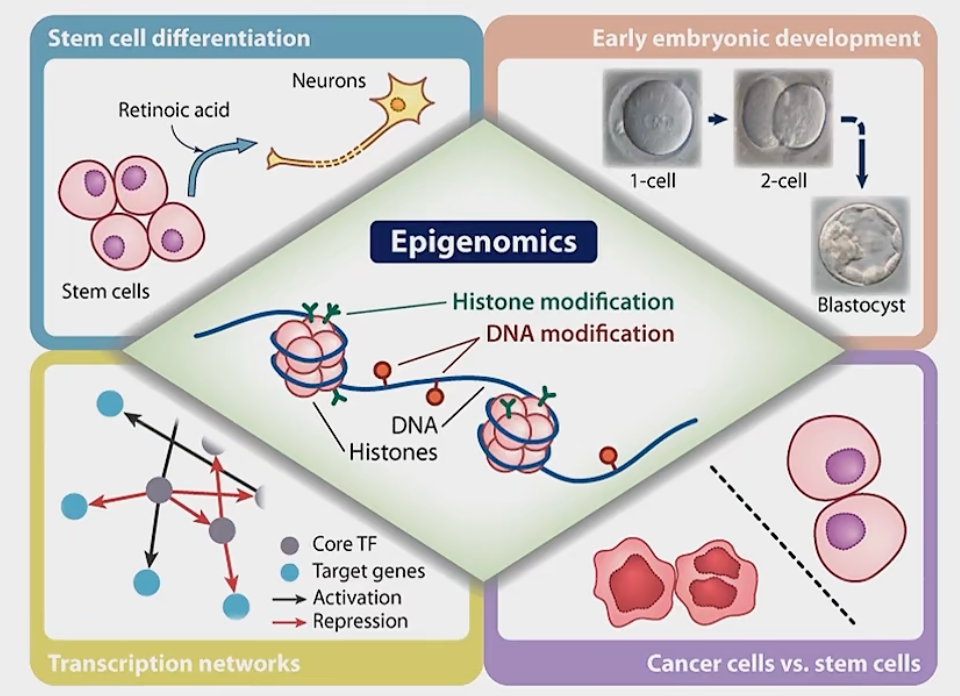 Stem cell differentiation
Early embryonic development
Neurons
Retinoic acid
Stem cells
1-cell
2-cell
Blastocyst
Epigenomics
Histone modification
DNA modification
DNA
Histones
Core TF
Target genes
Activation
Repression
Transcription networks
Cancer cells vs. stem cells